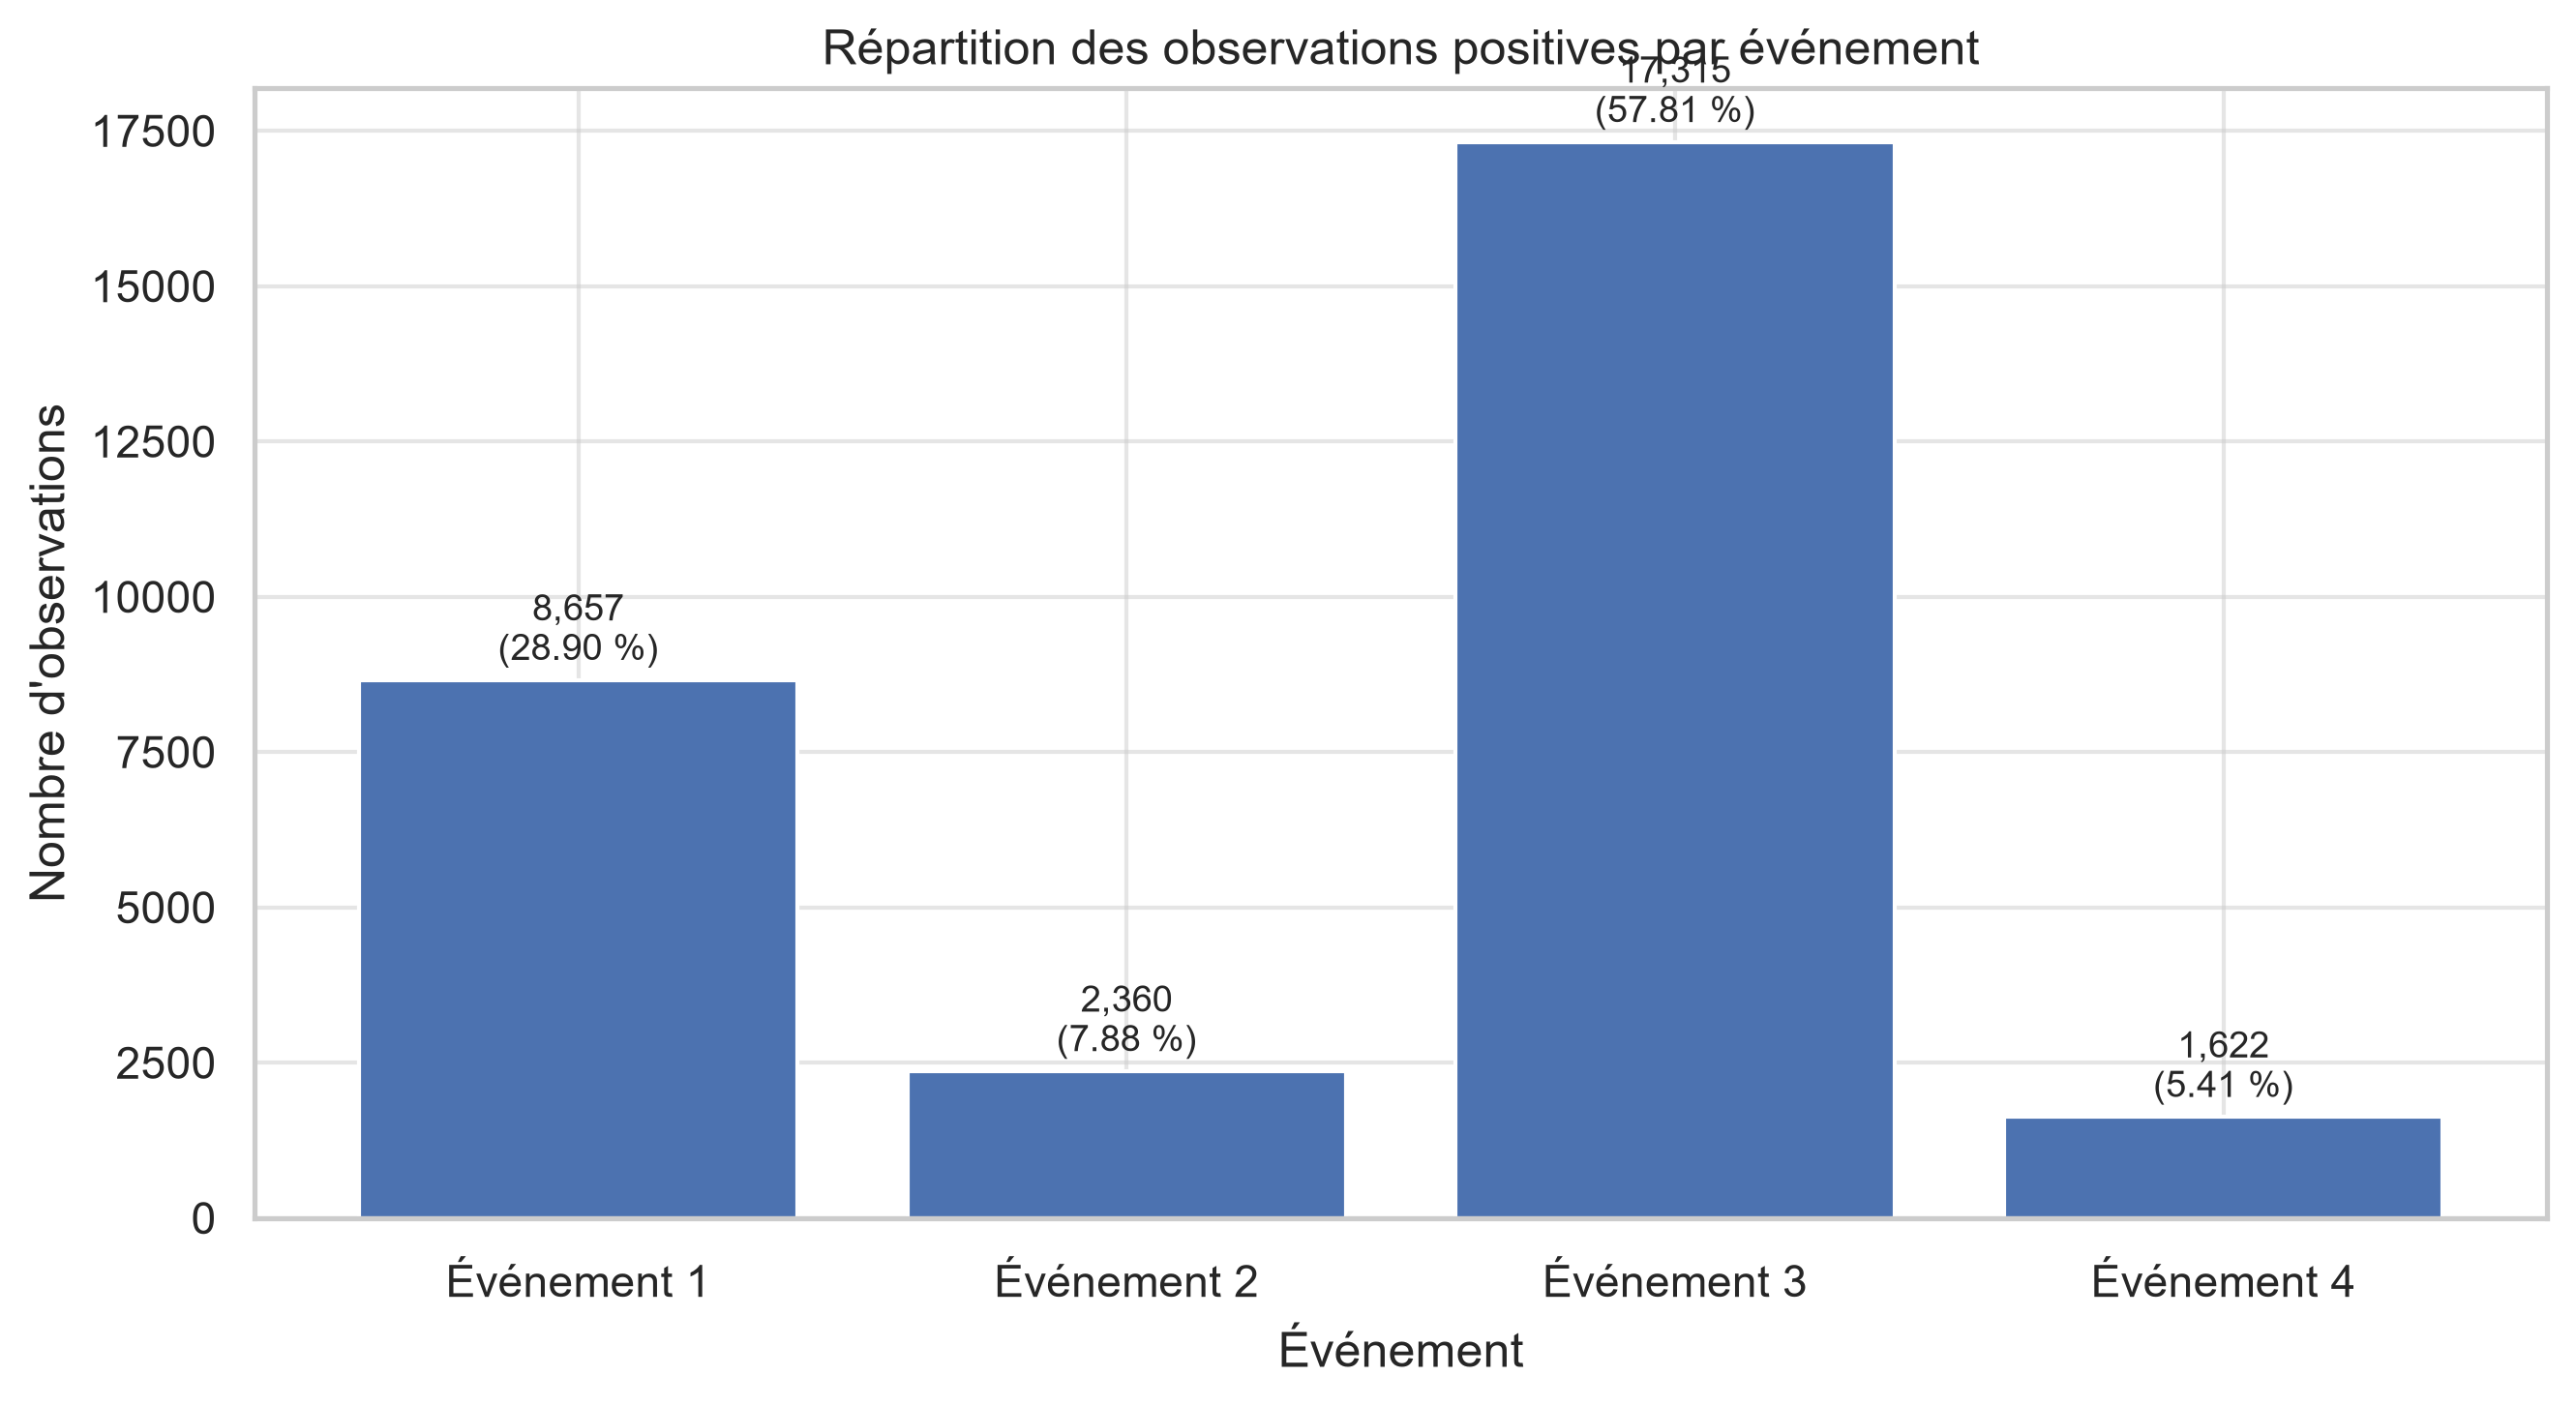 Répartition des observations positives par événement
17,315
(57.81 %)
17500
15000
12500
10000
7500
5000
2500
0
Nombre d'observations
8,657
(28.90 %)
2,360
(7.88 %)
1,622
(5.41 %)
Événement 1
Événement 2
Événement 3
Événement 4
Événement